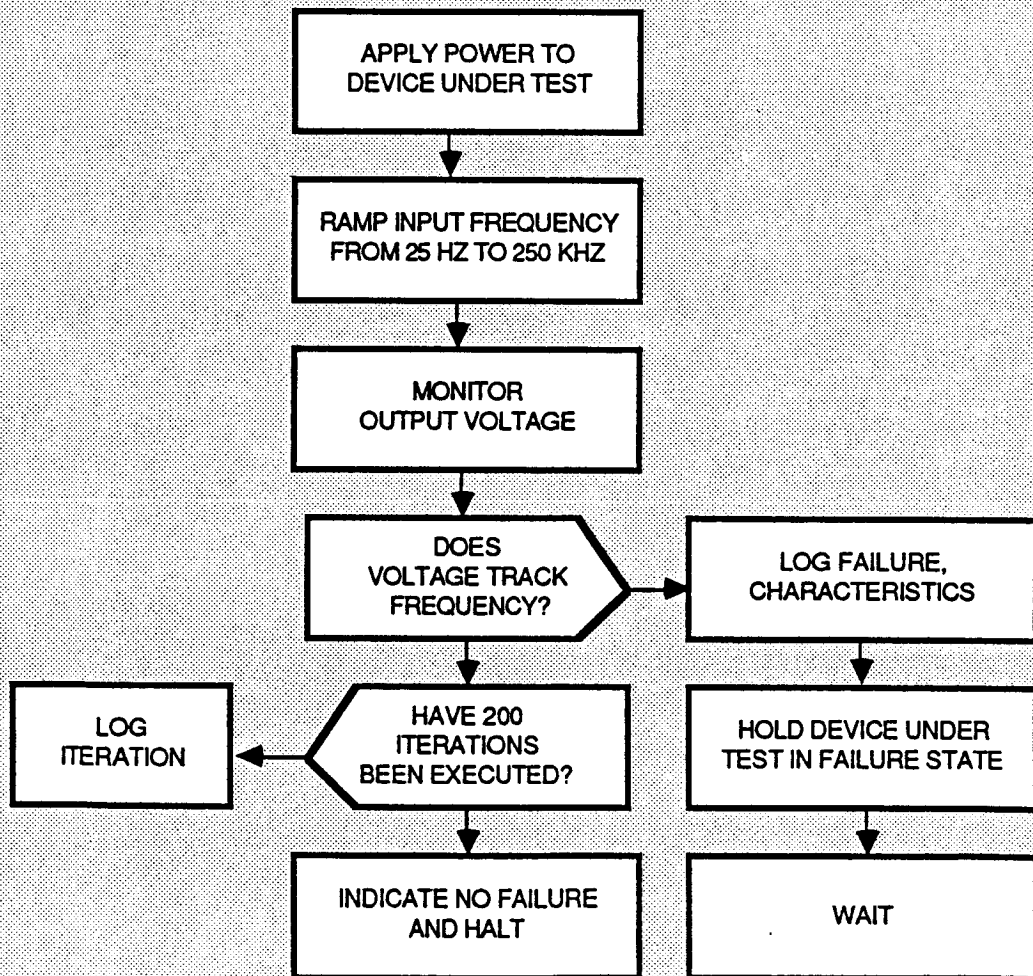 APPLY POWER TO
DEVICE UNDER TEST
RAMP INPUT FREQUENCY
FROM 25 HZ TO 250 KHZ
MONITOR
OUTPUT VOLTAGE
DOES
VOLTAGE TRACK
FREQUENCY?
LOG FAILURE,
CHARACTERISTICS
LOG
ITERATION
HAVE 200
ITERATIONS
BEEN EXECUTED?
HOLD DEVICE UNDER
TEST IN FAILURE STATE
INDICATE NO FAILURE
AND HALT
WAIT